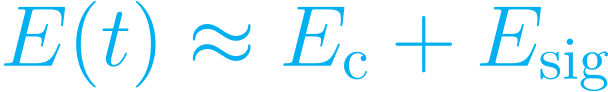 E(t) ≈ E_c + E_sig